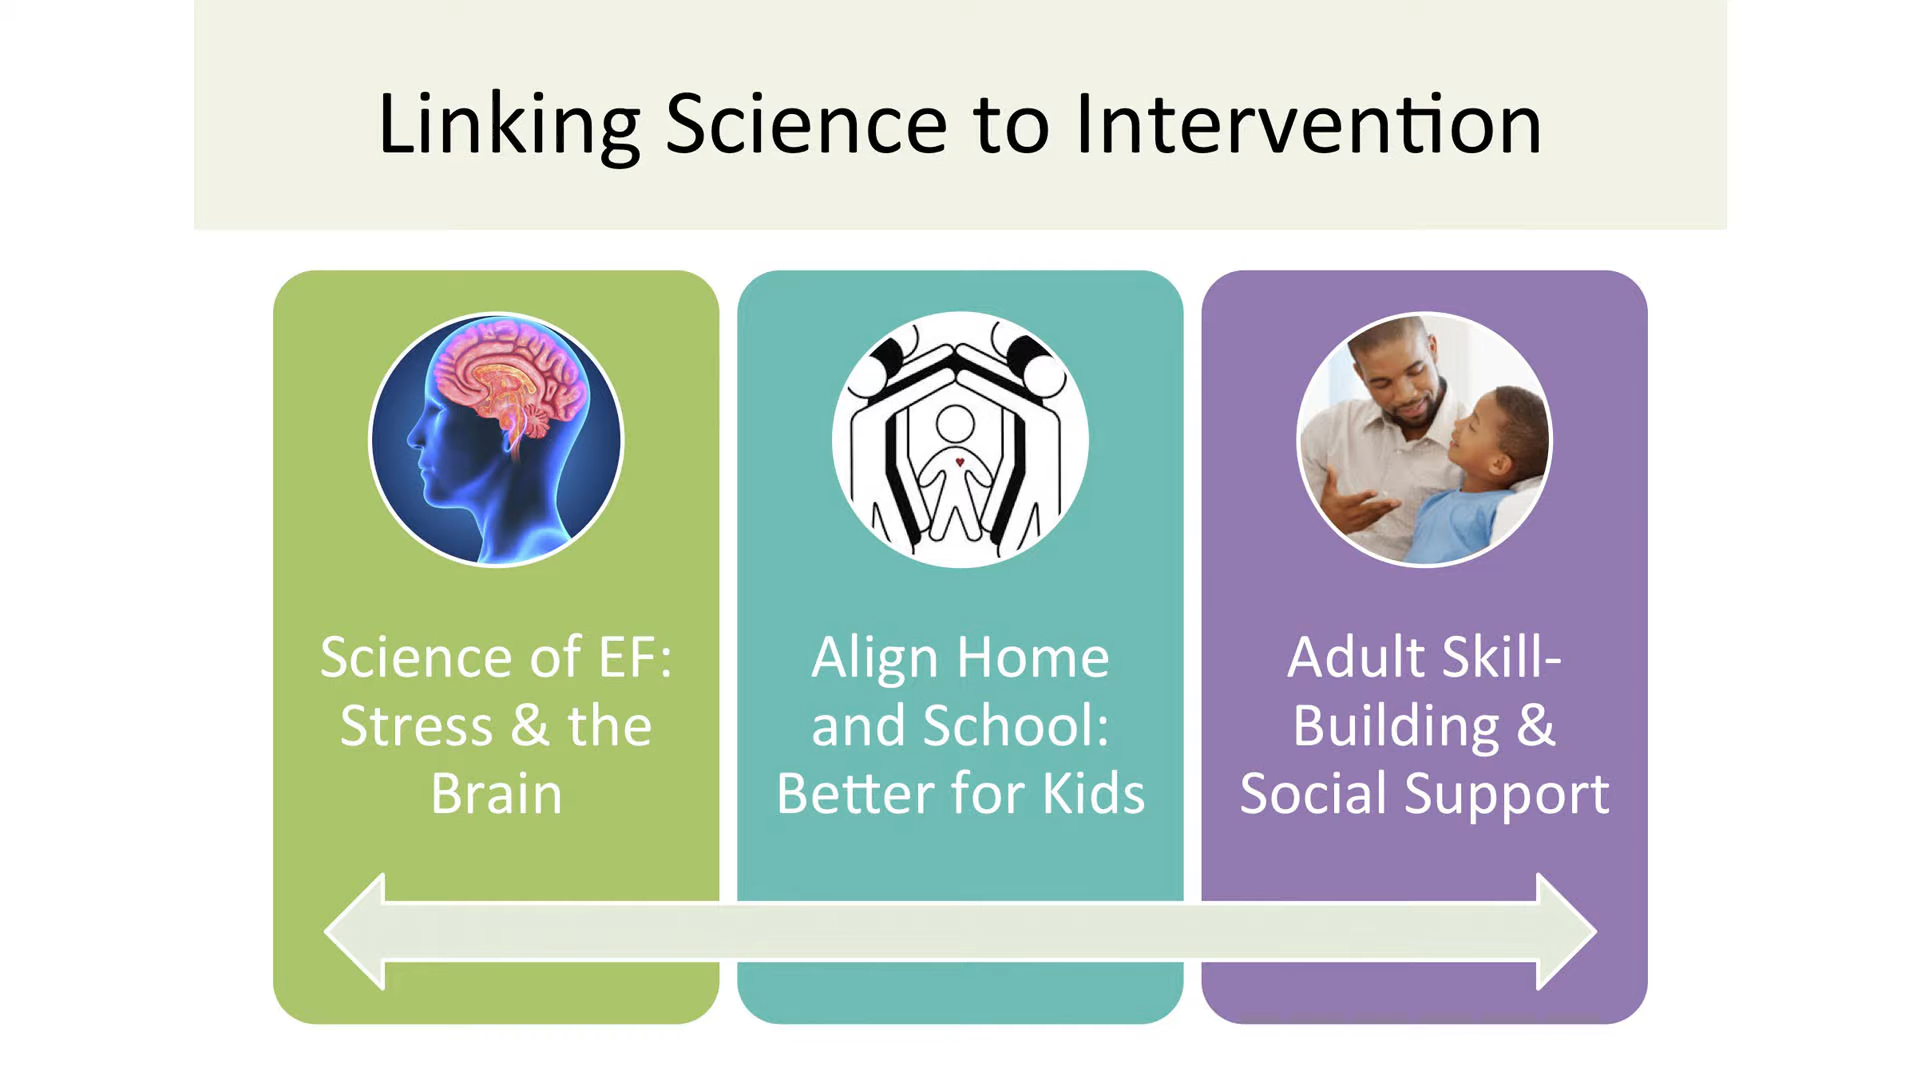 Linking Science to Intervention
Science of EF:
Stress & the
Brain
Align Home
and School:
Better for Kids
Adult Skill-
Building &
Social Support